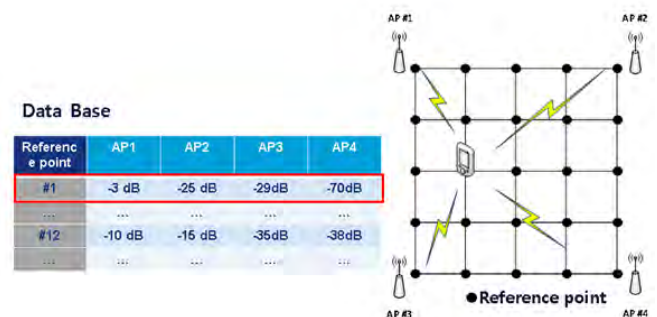 AP #1
AP #2
Data Base
Referenc
e point
AP1
AP2
AP3
AP4
#1
-3 dB
-25 dB
-29dB
-70dB
...
...
...
...
...
#12
-10 dB
-15 dB
-35dB
-38dB
...
...
...
...
...
Reference point
AP #3
AP #4